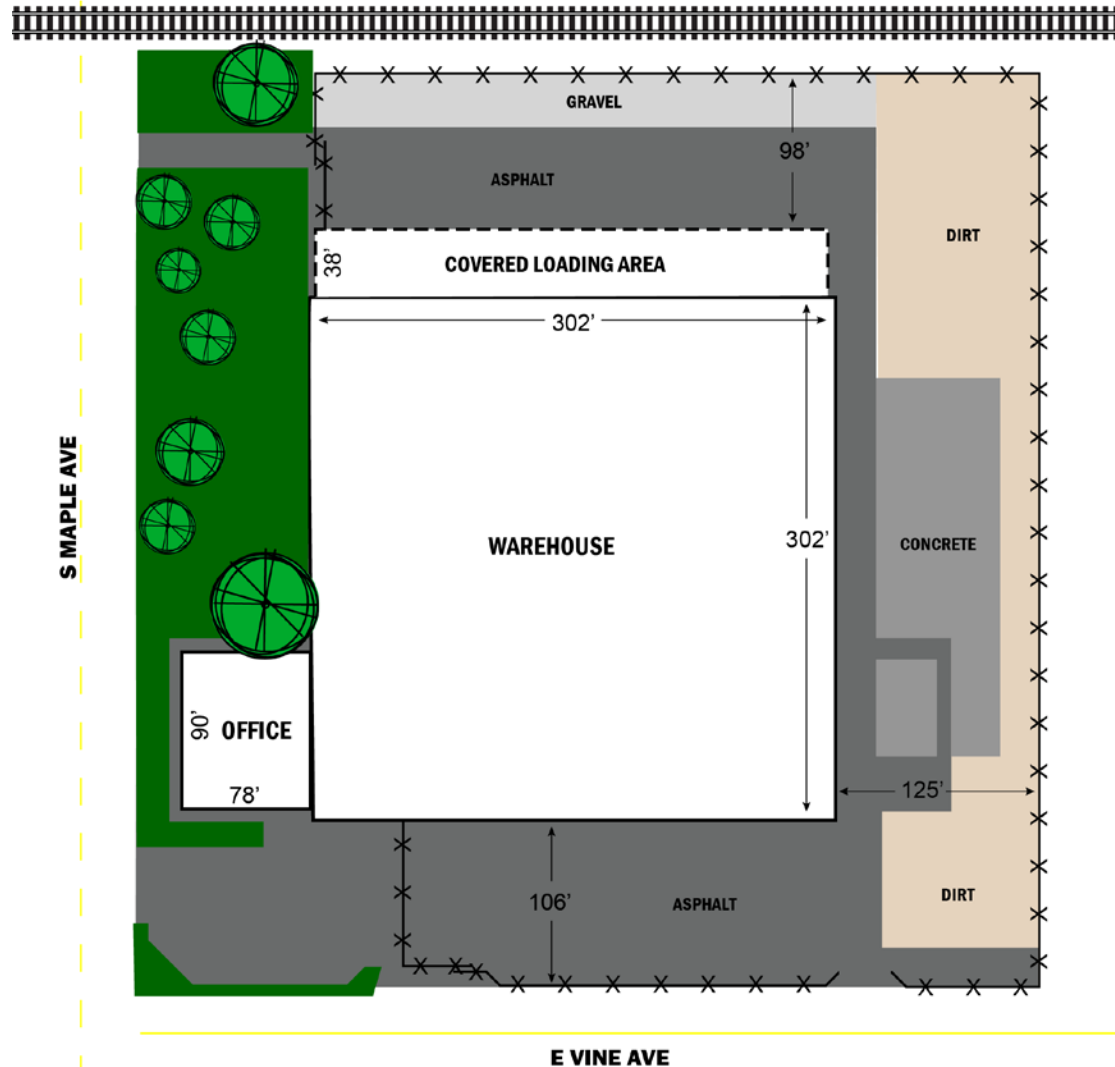 GRAVEL
98'
ASPHALT
DIRT
38'
COVERED LOADING AREA
302'
S MAPLE AVE
WAREHOUSE
302'
CONCRETE
90'
OFFICE
78'
125'
106'
ASPHALT
DIRT
E VINE AVE